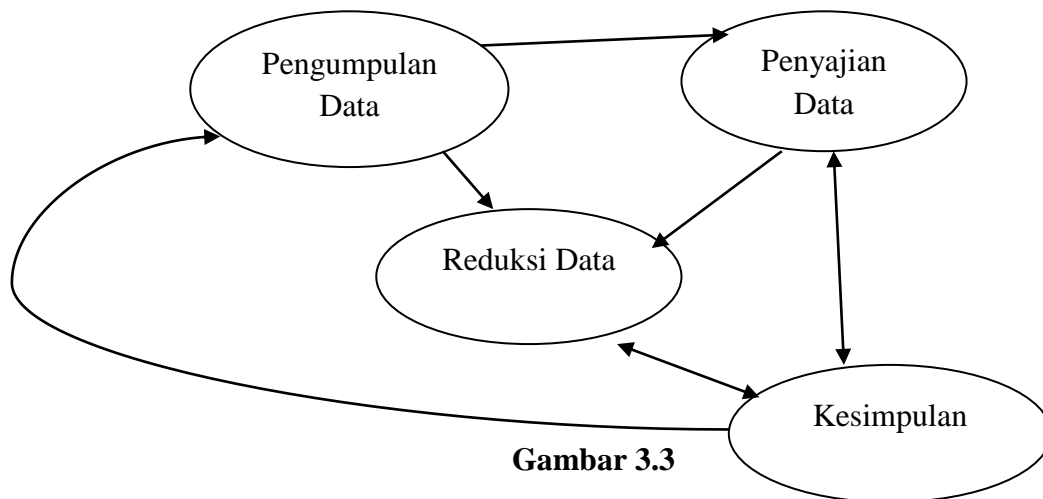 Pengumpulan
Data
Penyajian
Data
Reduksi Data
Kesimpulan
Gambar 3.3